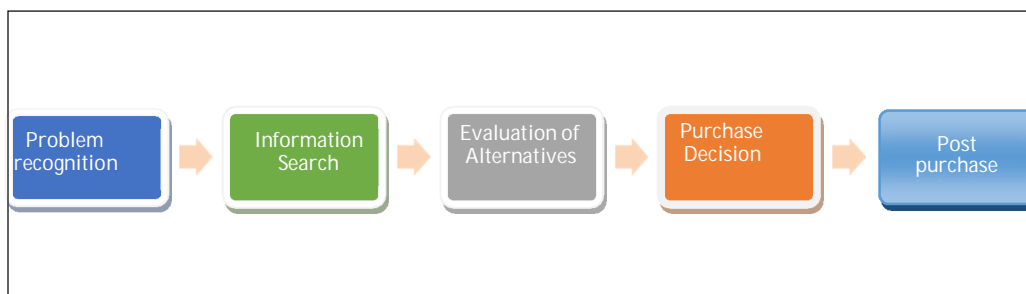 Problem
recognition
Information
Search
Evaluation of
Alternatives
Purchase
Decision
Post
purchase